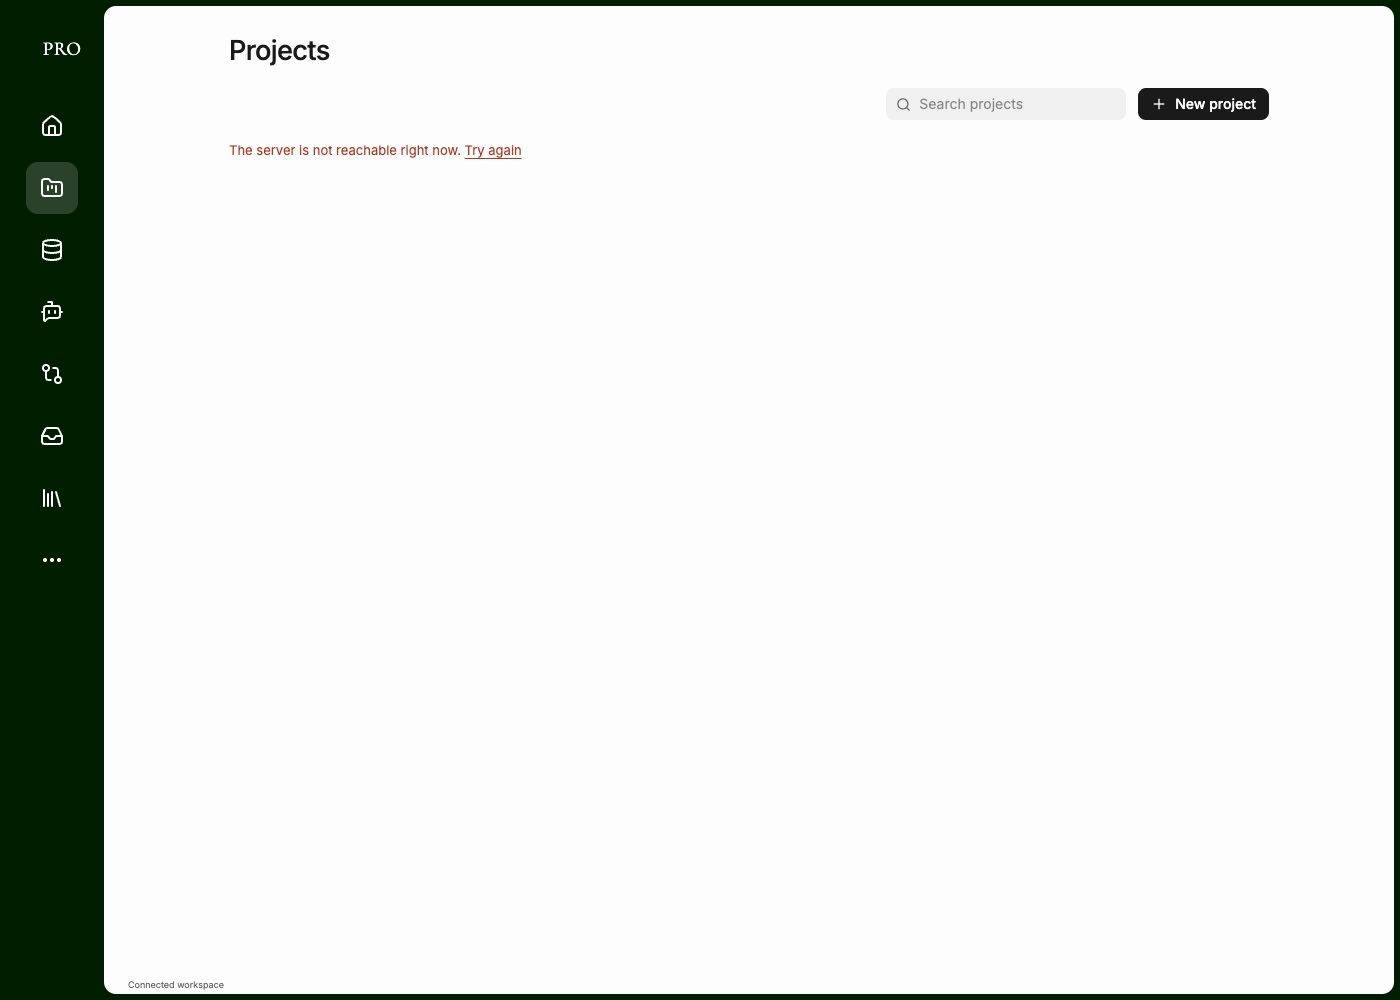 PRO
Projects
Search projects
New project
The server is not reachable right now. Try again
Connected workspace